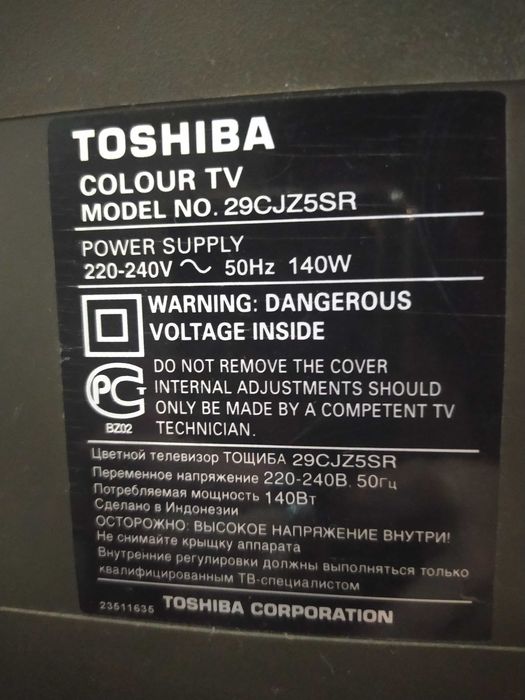 TOSHIBA
COLOUR TV
MODEL NO. 29CJZ5SR
POWER SUPPLY
220-240V ~ 50Hz 140W
WARNING: DANGEROUS
VOLTAGE INSIDE
DO NOT REMOVE THE COVER
INTERNAL ADJUSTMENTS SHOULD
ONLY BE MADE BY A COMPETENT TV
TECHNICIAN.
РСТ
BZ02
Цветной телевизор ТОЩИБА 29CJZ5SR
Переменное напряжение 220-240В, 50Гц
Потребляемая мощность 140Вт
Сделано в Индонезии
ОСТОРОЖНО: ВЫСОКОЕ НАПРЯЖЕНИЕ ВНУТРИ!
Не снимайте крыщку аппарата
Внутренние регулировки должны выполняться только
квалифицированным ТВ-специалистом
23511635 TOSHIBA CORPORATION